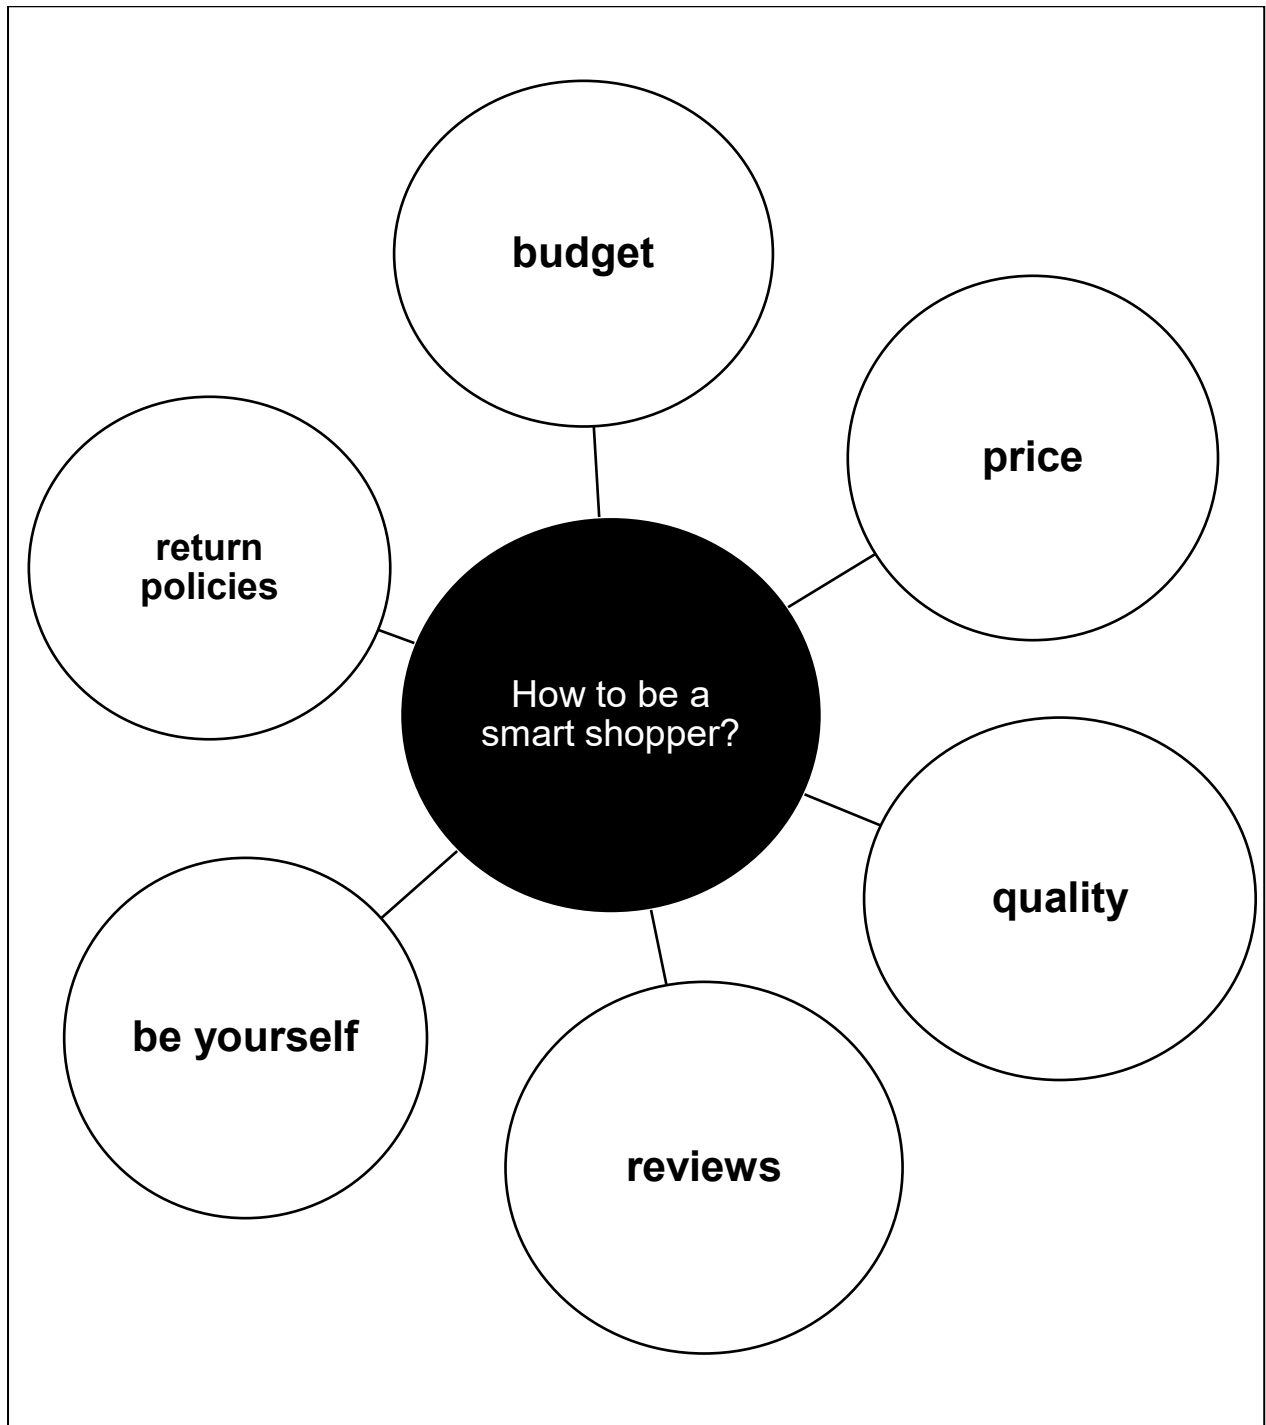 budget
price
return
policies
How to be a
smart shopper?
quality
be yourself
reviews